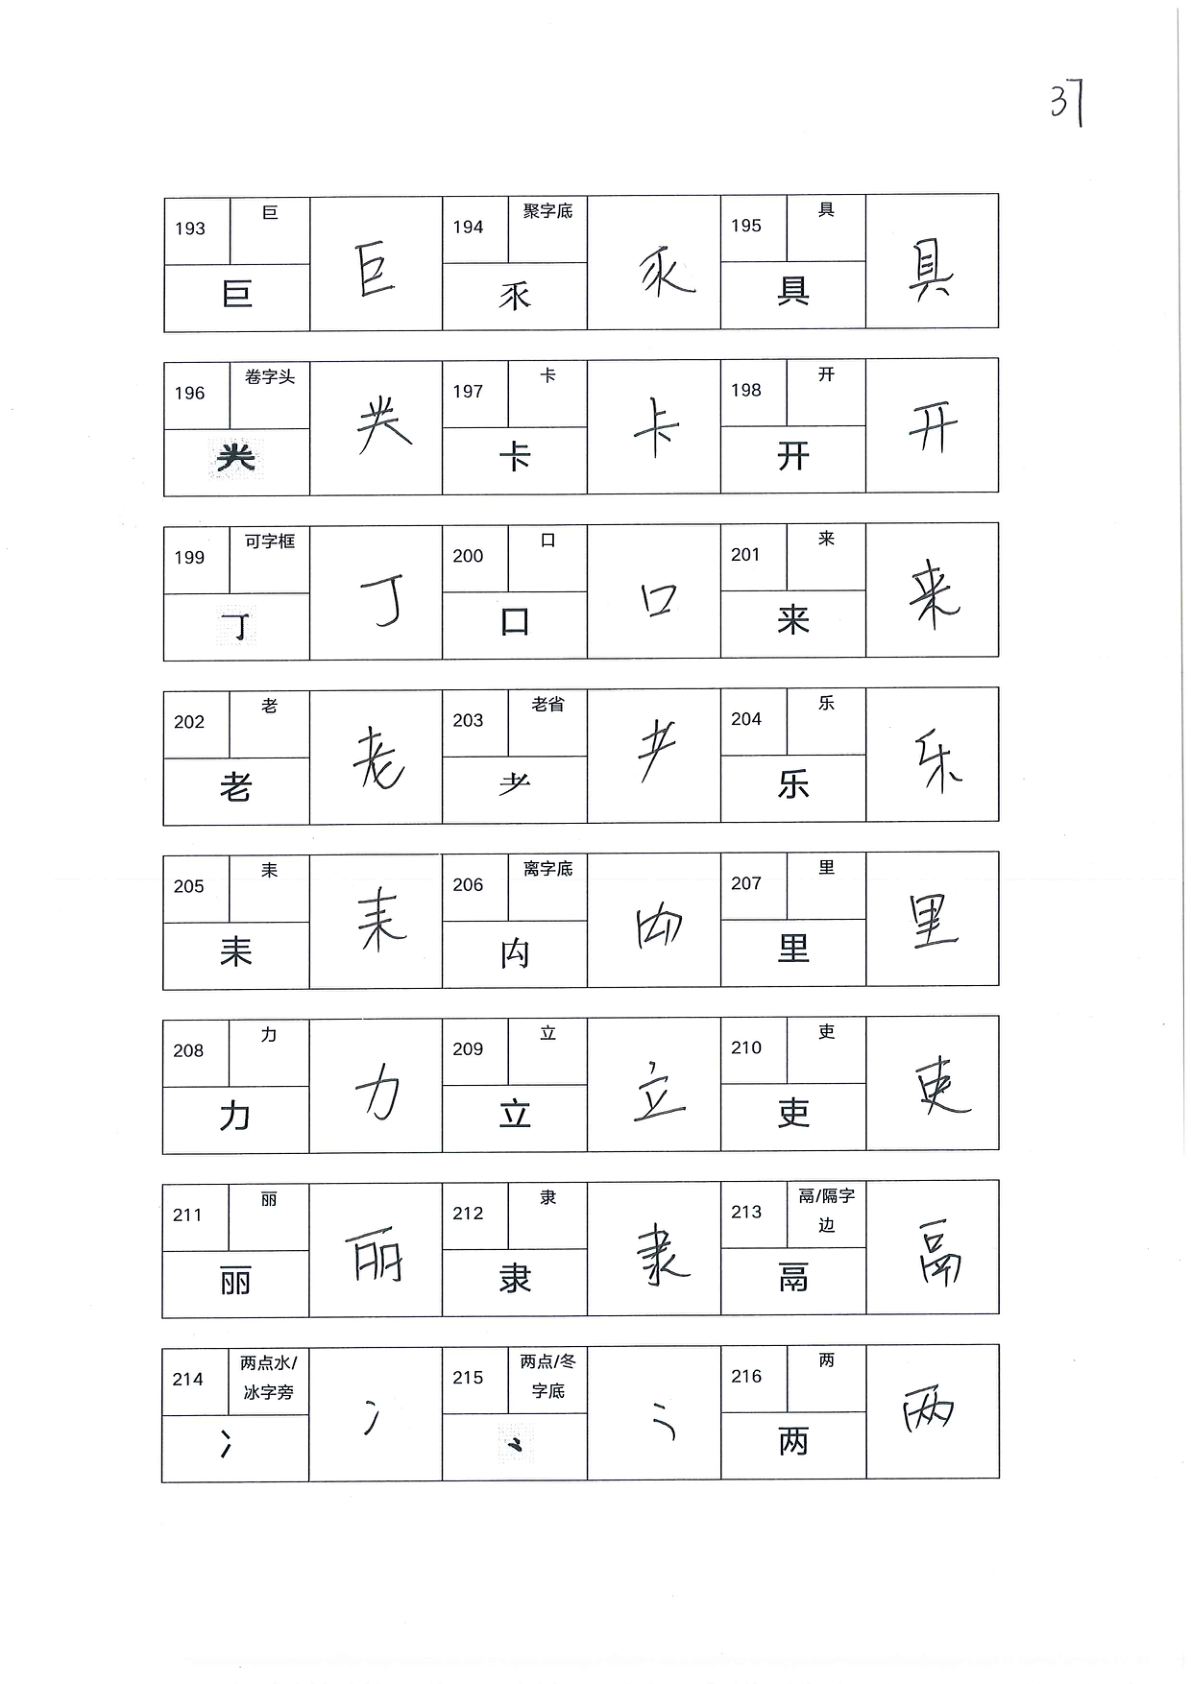 37
193 巨 巨 巨 194 聚字底 乑 乑 195 具 具 具
196 卷字头 龹 龹 197 卡 卡 卡 198 开 开 开
199 可字框 丁 丁 200 口 口 口 201 来 来 来
202 老 老 老 203 老省 耂 耂 204 乐 乐 乐
205 耒 耒 耒 206 离字底 禸 禸 207 里 里 里
208 力 力 力 209 立 立 立 210 吏 吏 吏
211 丽 丽 丽 212 隶 隶 隶 213 鬲/隔字边 鬲 鬲
214 两点水/冰字旁 冫 冫 215 两点/冬字底 ⺀ ⺀ 216 两 两 两